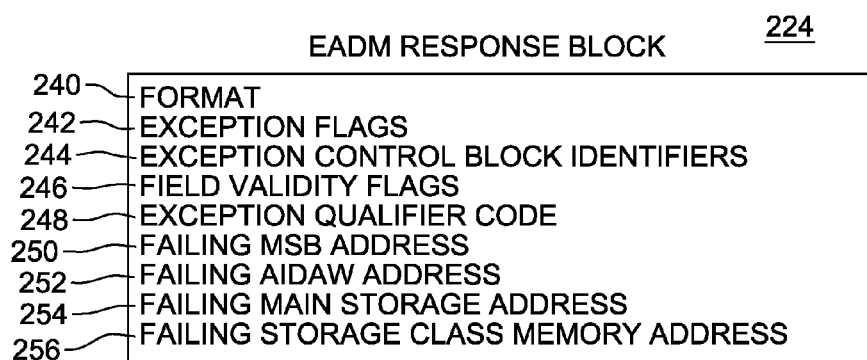 224
EADM RESPONSE BLOCK
240 FORMAT
242 EXCEPTION FLAGS
244 EXCEPTION CONTROL BLOCK IDENTIFIERS
246 FIELD VALIDITY FLAGS
248 EXCEPTION QUALIFIER CODE
250 FAILING MSB ADDRESS
252 FAILING AIDAW ADDRESS
254 FAILING MAIN STORAGE ADDRESS
256 FAILING STORAGE CLASS MEMORY ADDRESS